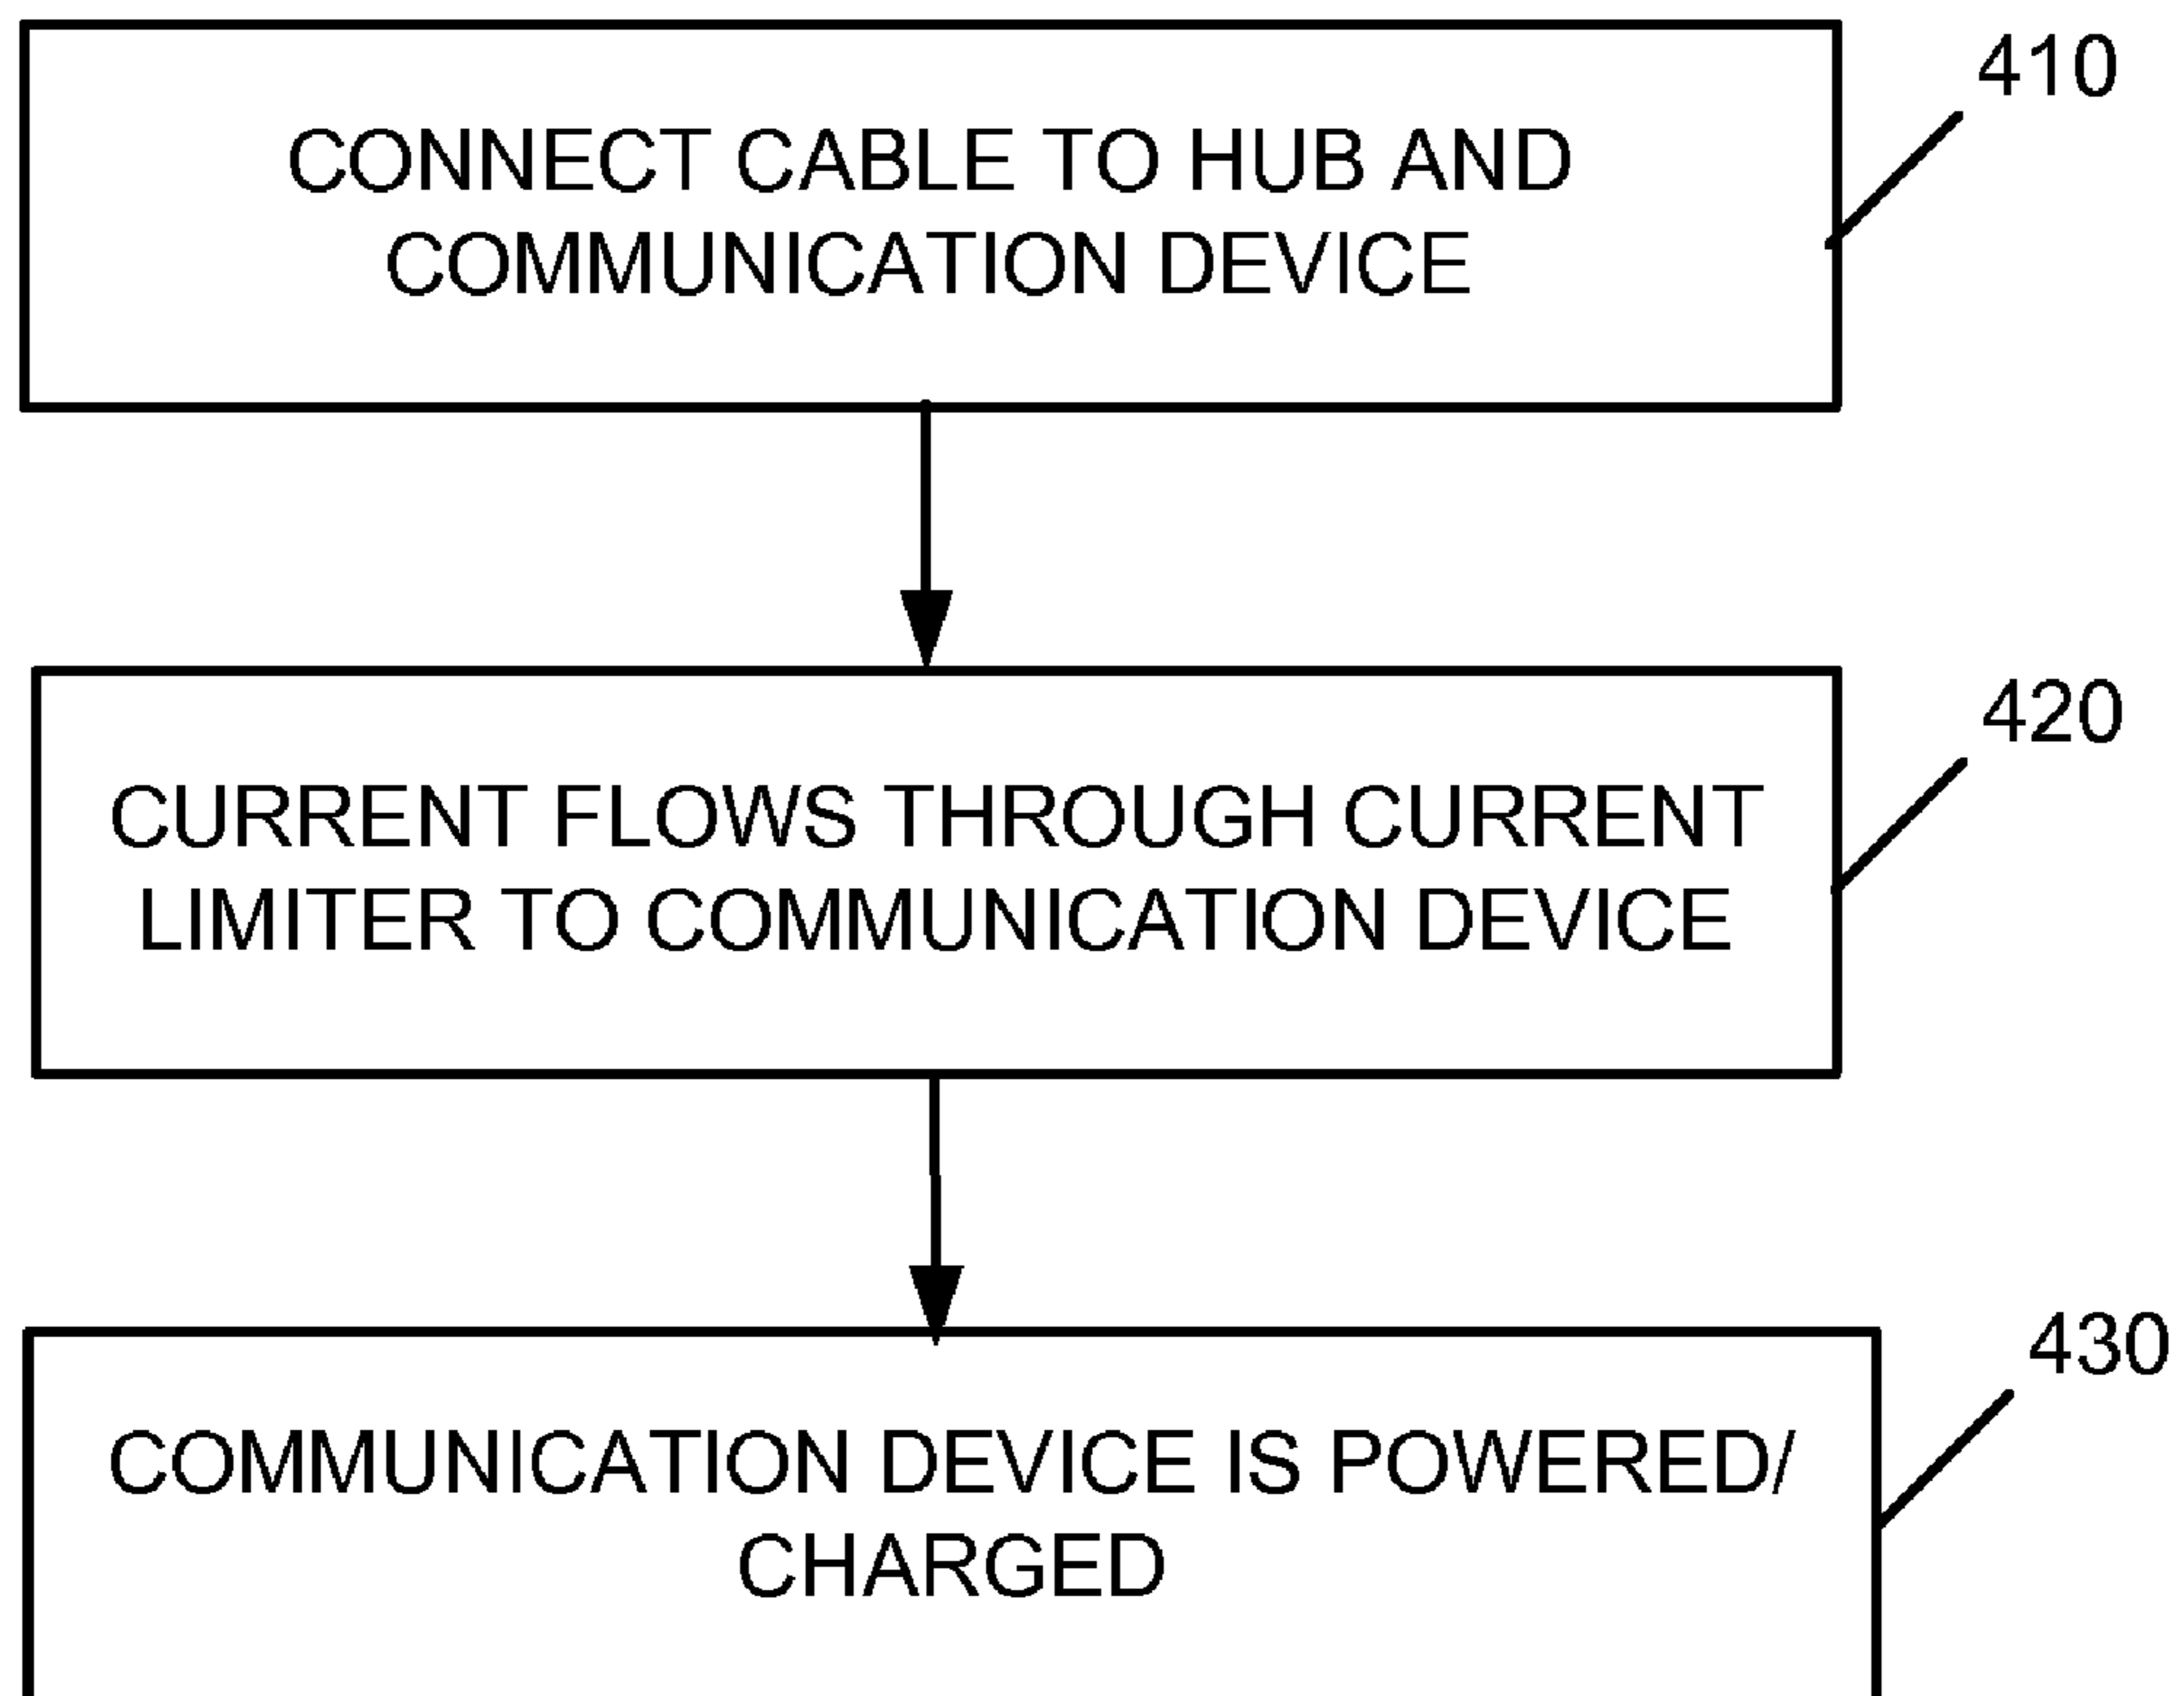 410
CONNECT CABLE TO HUB AND
COMMUNICATION DEVICE
420
CURRENT FLOWS THROUGH CURRENT
LIMITER TO COMMUNICATION DEVICE
430
COMMUNICATION DEVICE IS POWERED/
CHARGED